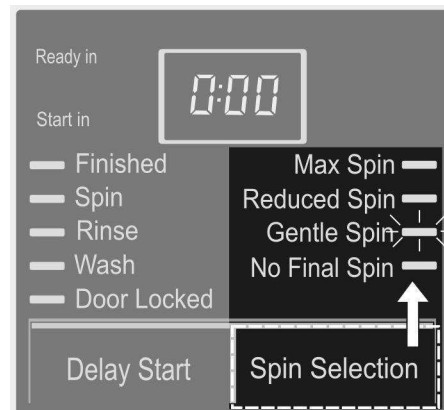 Ready in
0:00
Start in
Finished
Spin
Rinse
Wash
Door Locked
Max Spin
Reduced Spin
Gentle Spin
No Final Spin
Delay Start
Spin Selection